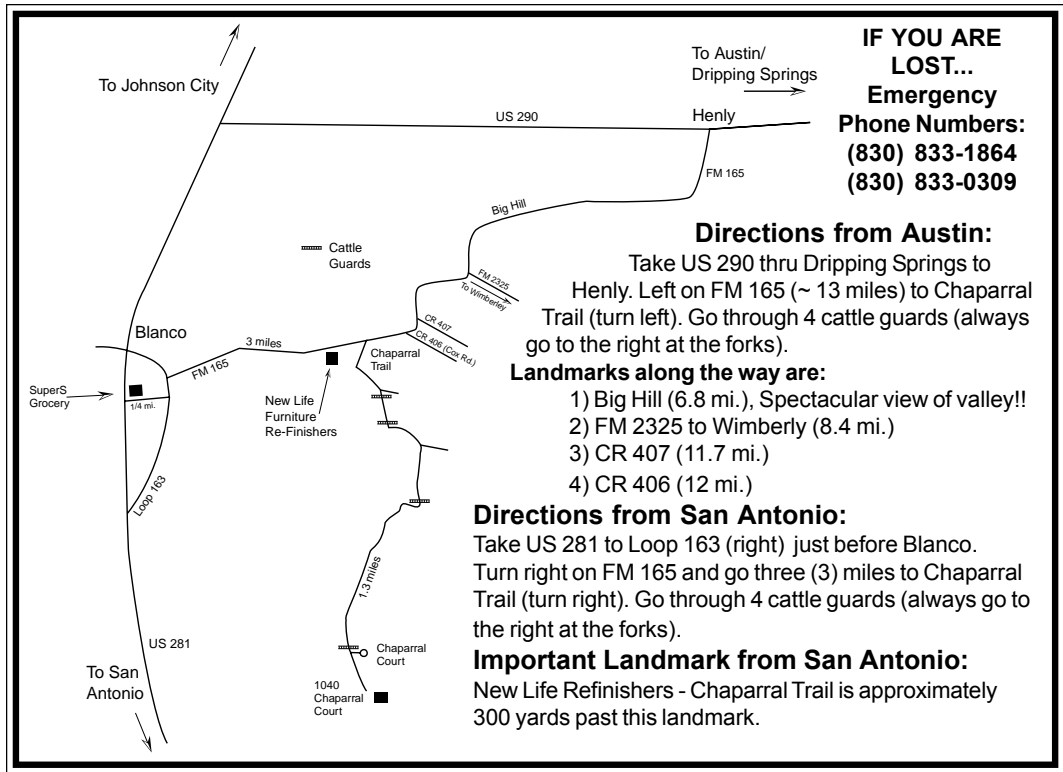 To Johnson City
To Austin/
Dripping Springs
US 290
Henly
FM 165
Big Hill
Cattle
Guards
FM 2325
To Wimberley
CR 407
CR 406 (Cox Rd.)
Blanco
3 miles
FM 165
Chaparral
Trail
SuperS
Grocery
1/4 mi.
New Life
Furniture
Re-Finishers
Loop 163
1.3 miles
US 281
To San
Antonio
Chaparral
Court
1040
Chaparral
Court
IF YOU ARE
LOST...
Emergency
Phone Numbers:
(830) 833-1864
(830) 833-0309
Directions from Austin:
Take US 290 thru Dripping Springs to
Henly. Left on FM 165 (~ 13 miles) to Chaparral
Trail (turn left). Go through 4 cattle guards (always
go to the right at the forks).
Landmarks along the way are:
1) Big Hill (6.8 mi.), Spectacular view of valley!!
2) FM 2325 to Wimberly (8.4 mi.)
3) CR 407 (11.7 mi.)
4) CR 406 (12 mi.)
Directions from San Antonio:
Take US 281 to Loop 163 (right) just before Blanco.
Turn right on FM 165 and go three (3) miles to Chaparral
Trail (turn right). Go through 4 cattle guards (always go to
the right at the forks).
Important Landmark from San Antonio:
New Life Refinishers - Chaparral Trail is approximately
300 yards past this landmark.